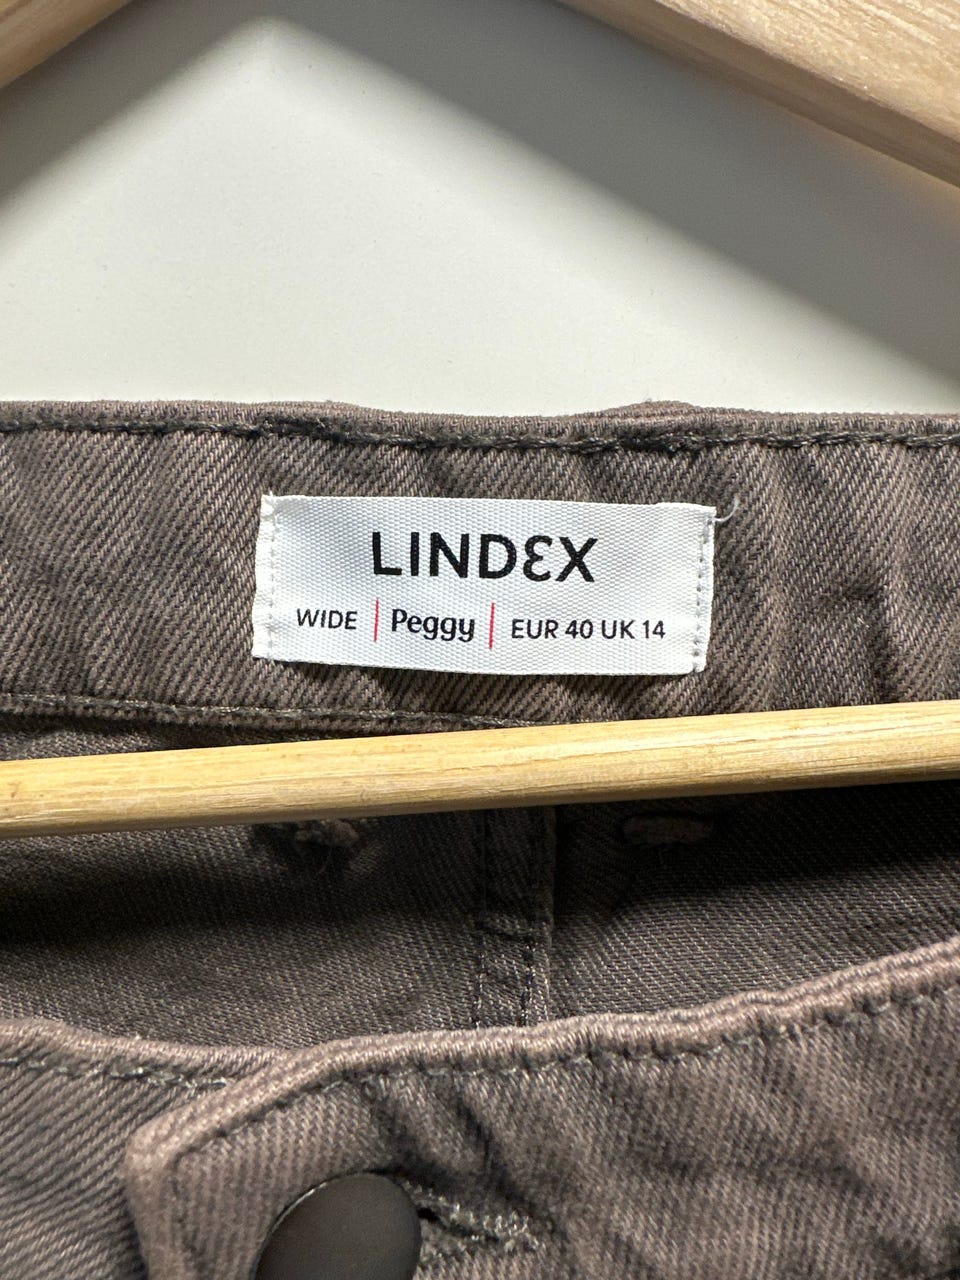 LINDEX
WIDE | Peggy | EUR 40 UK 14